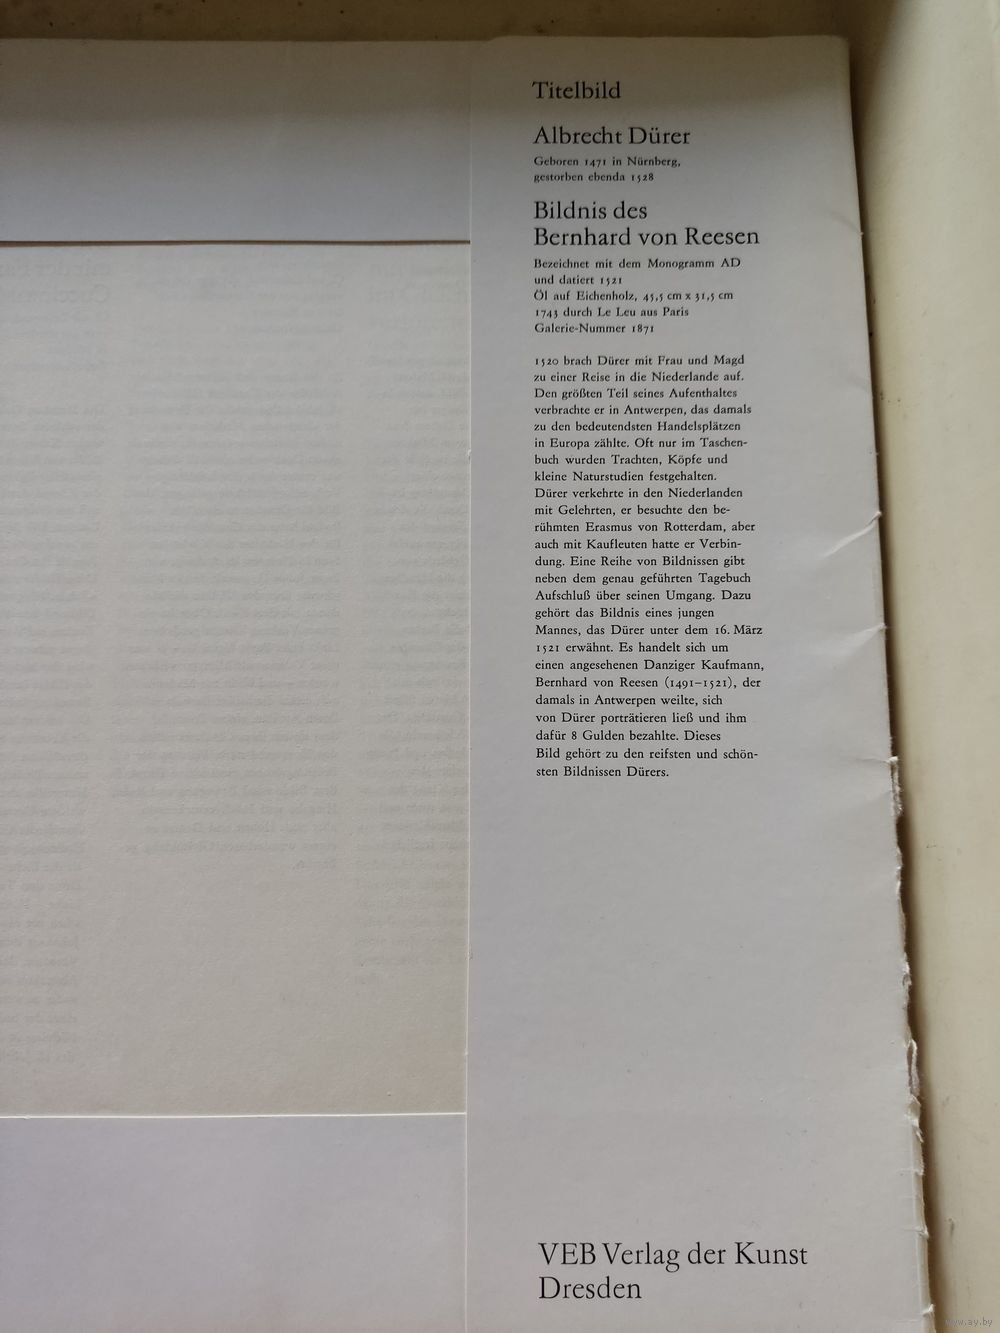 Titelbild
Albrecht Dürer
Geboren 1471 in Nürnberg,
gestorben ebenda 1528
Bildnis des
Bernhard von Reesen
Bezeichnet mit dem Monogramm AD
und datiert 1521
Öl auf Eichenholz, 45,5 cm x 31,5 cm
1743 durch Le Leu aus Paris
Galerie-Nummer 1871
1520 brach Dürer mit Frau und Magd
zu einer Reise in die Niederlande auf.
Den größten Teil seines Aufenthaltes
verbrachte er in Antwerpen, das damals
zu den bedeutendsten Handelsplätzen
in Europa zählte. Oft nur im Taschen-
buch wurden Trachten, Köpfe und
kleine Naturstudien festgehalten.
Dürer verkehrte in den Niederlanden
mit Gelehrten, er besuchte den be-
rühmten Erasmus von Rotterdam, aber
auch mit Kaufleuten hatte er Verbin-
dung. Eine Reihe von Bildnissen gibt
neben dem genau geführten Tagebuch
Aufschluß über seinen Umgang. Dazu
gehört das Bildnis eines jungen
Mannes, das Dürer unter dem 16. März
1521 erwähnt. Es handelt sich um
einen angesehenen Danziger Kaufmann,
Bernhard von Reesen (1491–1521), der
damals in Antwerpen weilte, sich
von Dürer porträtieren ließ und ihm
dafür 8 Gulden bezahlte. Dieses
Bild gehört zu den reifsten und schön-
sten Bildnissen Dürers.
VEB Verlag der Kunst
Dresden
www.ay.by